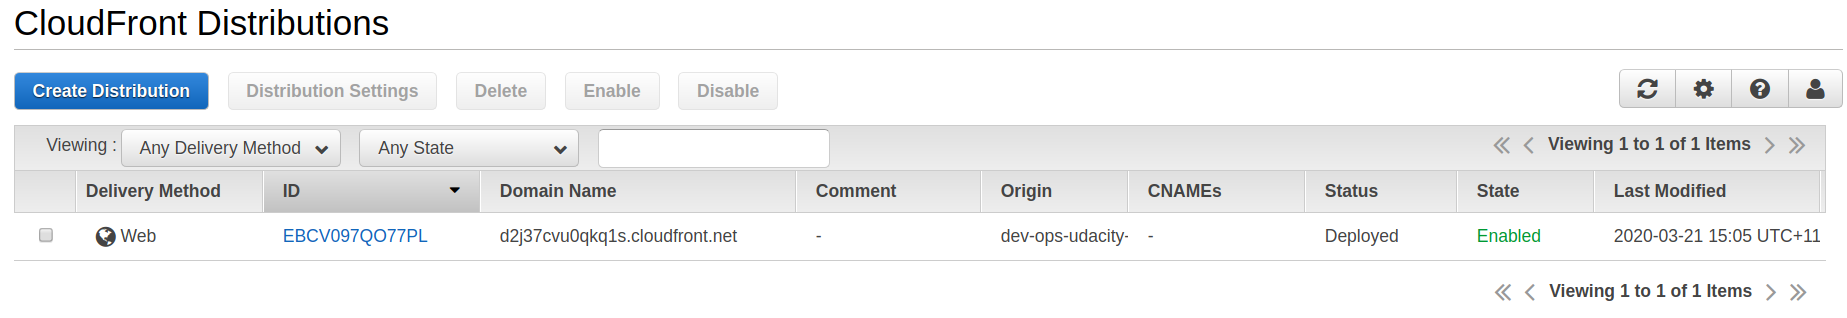 CloudFront Distributions
Create Distribution Distribution Settings Delete Enable Disable
Viewing : Any Delivery Method Any State Viewing 1 to 1 of 1 Items
Delivery Method ID Domain Name Comment Origin CNAMEs Status State Last Modified
Web EBCV097QO77PL d2j37cvu0qkq1s.cloudfront.net - dev-ops-udacity- - Deployed Enabled 2020-03-21 15:05 UTC+11
Viewing 1 to 1 of 1 Items